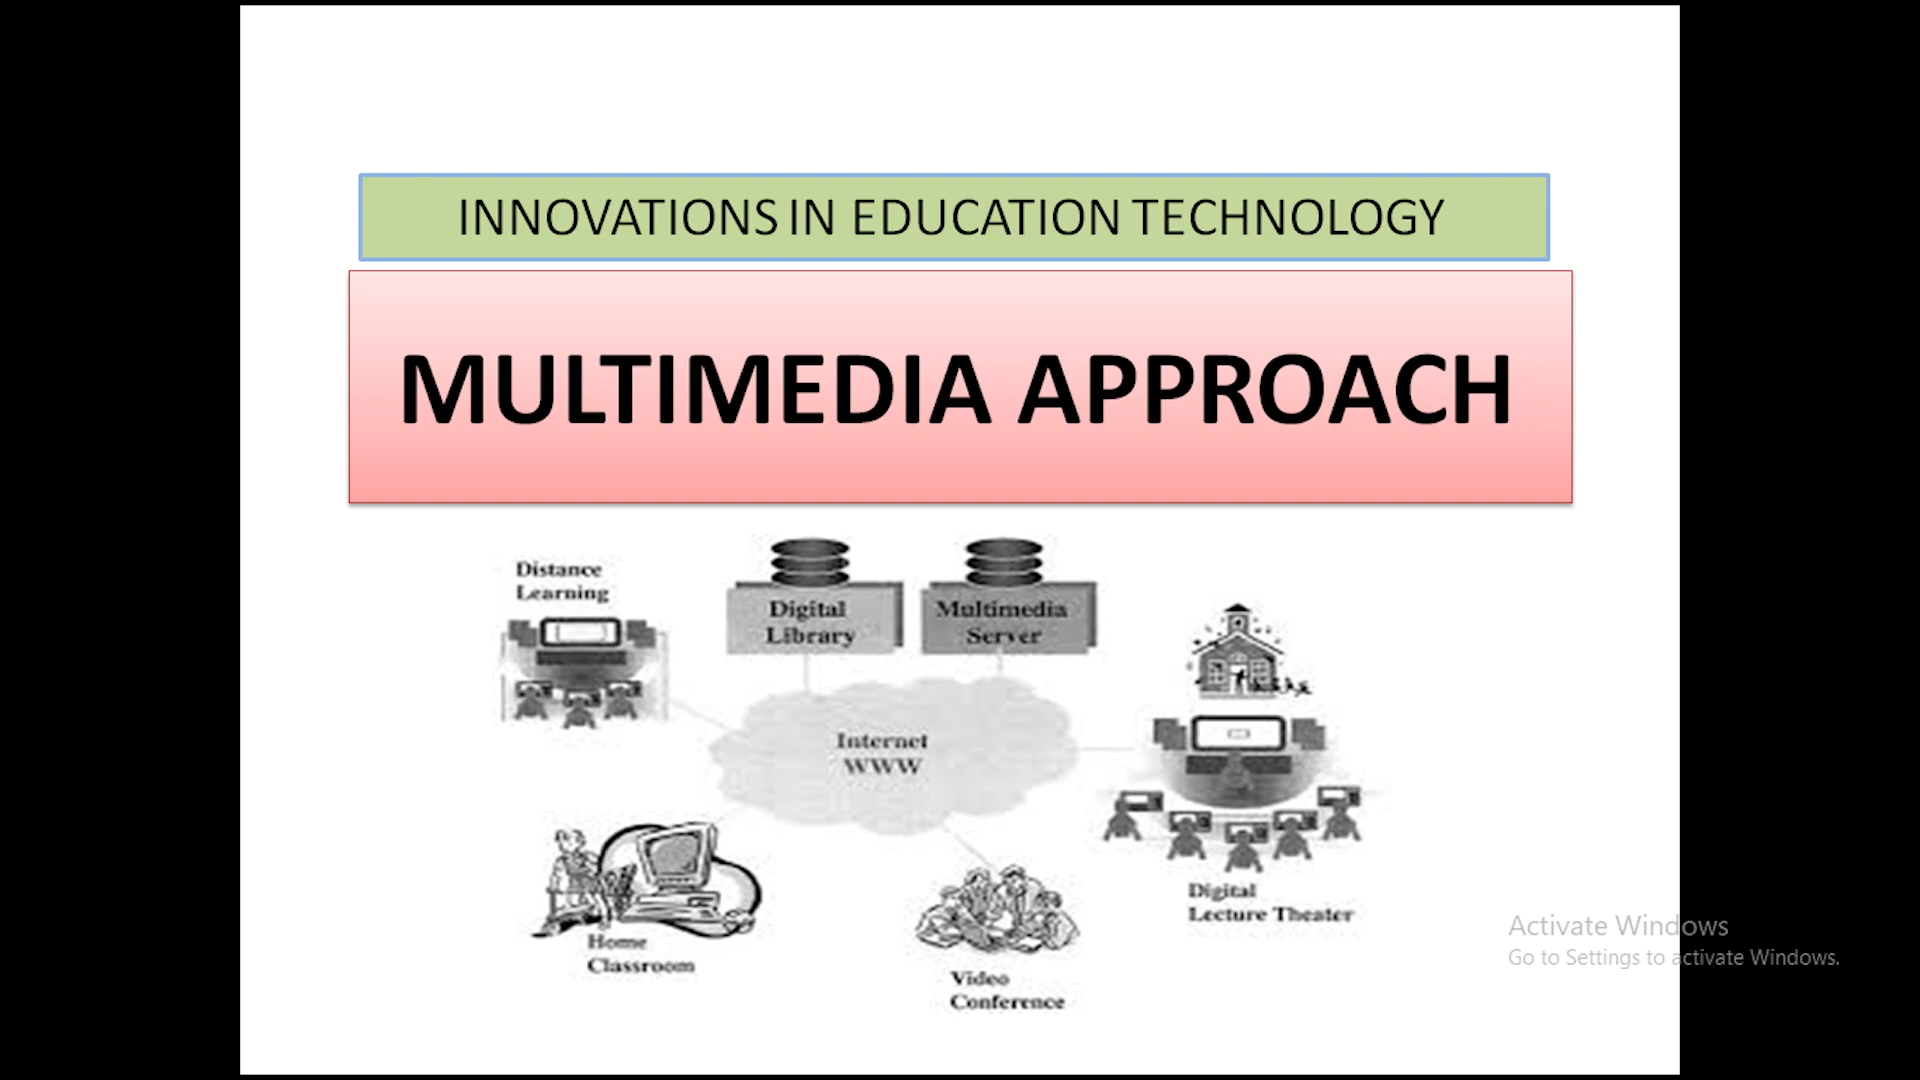 INNOVATIONS IN EDUCATION TECHNOLOGY
MULTIMEDIA APPROACH
Distance
Learning
Digital
Library
Multimedia
Server
Internet
WWW
Home
Classroom
Video
Conference
Digital
Lecture Theater
Activate Windows
Go to Settings to activate Windows.